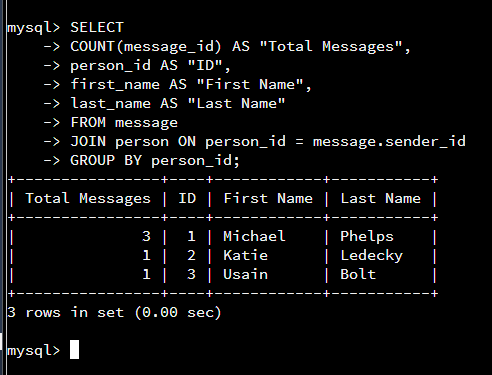 mysql> SELECT
    -> COUNT(message_id) AS "Total Messages",
    -> person_id AS "ID",
    -> first_name AS "First Name",
    -> last_name AS "Last Name"
    -> FROM message
    -> JOIN person ON person_id = message.sender_id
    -> GROUP BY person_id;
+----------------+----+------------+-----------+
| Total Messages | ID | First Name | Last Name |
+----------------+----+------------+-----------+
|              3 |  1 | Michael    | Phelps    |
|              1 |  2 | Katie      | Ledecky   |
|              1 |  3 | Usain      | Bolt      |
+----------------+----+------------+-----------+
3 rows in set (0.00 sec)
mysql>